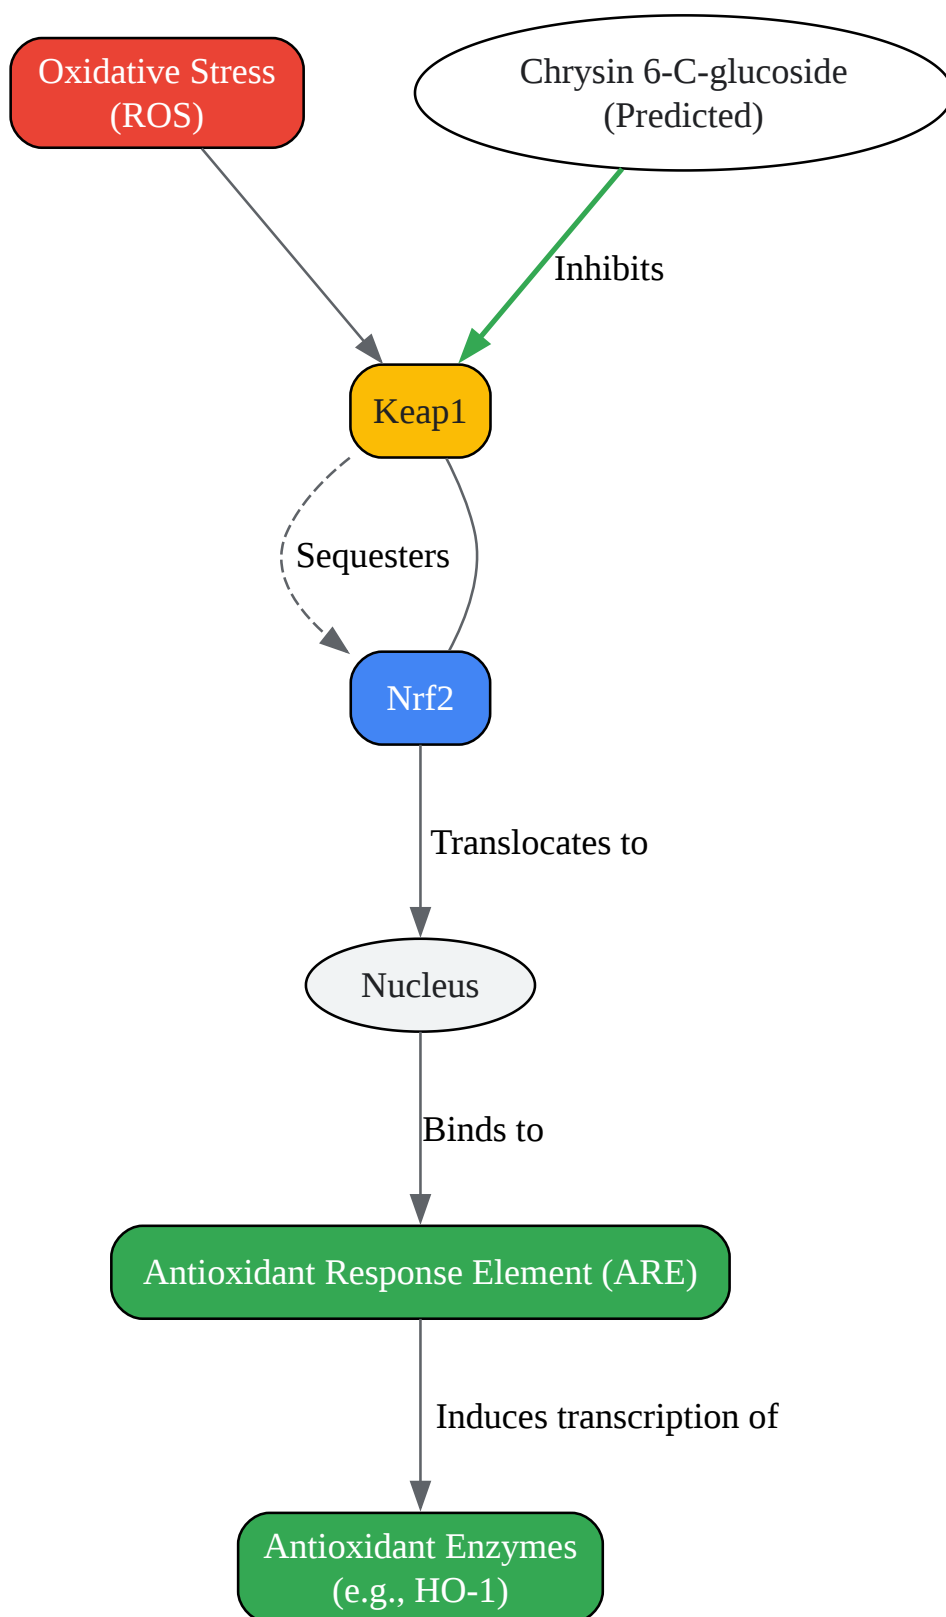 Oxidative Stress
(ROS)
Chrysin 6-C-glucoside
(Predicted)
Inhibits
Keap1
Sequesters
Nrf2
Translocates to
Nucleus
Binds to
Antioxidant Response Element (ARE)
Induces transcription of
Antioxidant Enzymes
(e.g., HO-1)